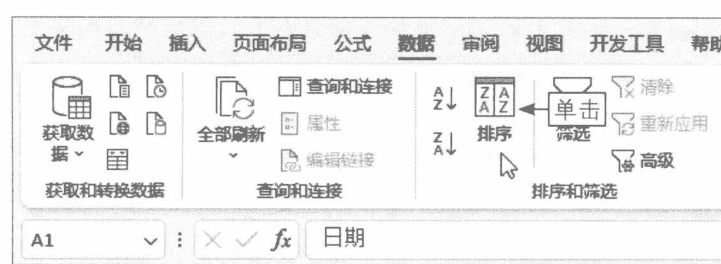 文件 开始 插入 页面布局 公式 数据 审阅 视图 开发工具 帮助
获取数据
全部刷新
查询和连接
属性
编辑链接
A Z
Z A
Z A A Z
排序
单击
筛选
清除
重新应用
高级
获取和转换数据 查询和连接 排序和筛选
A1 fx 日期